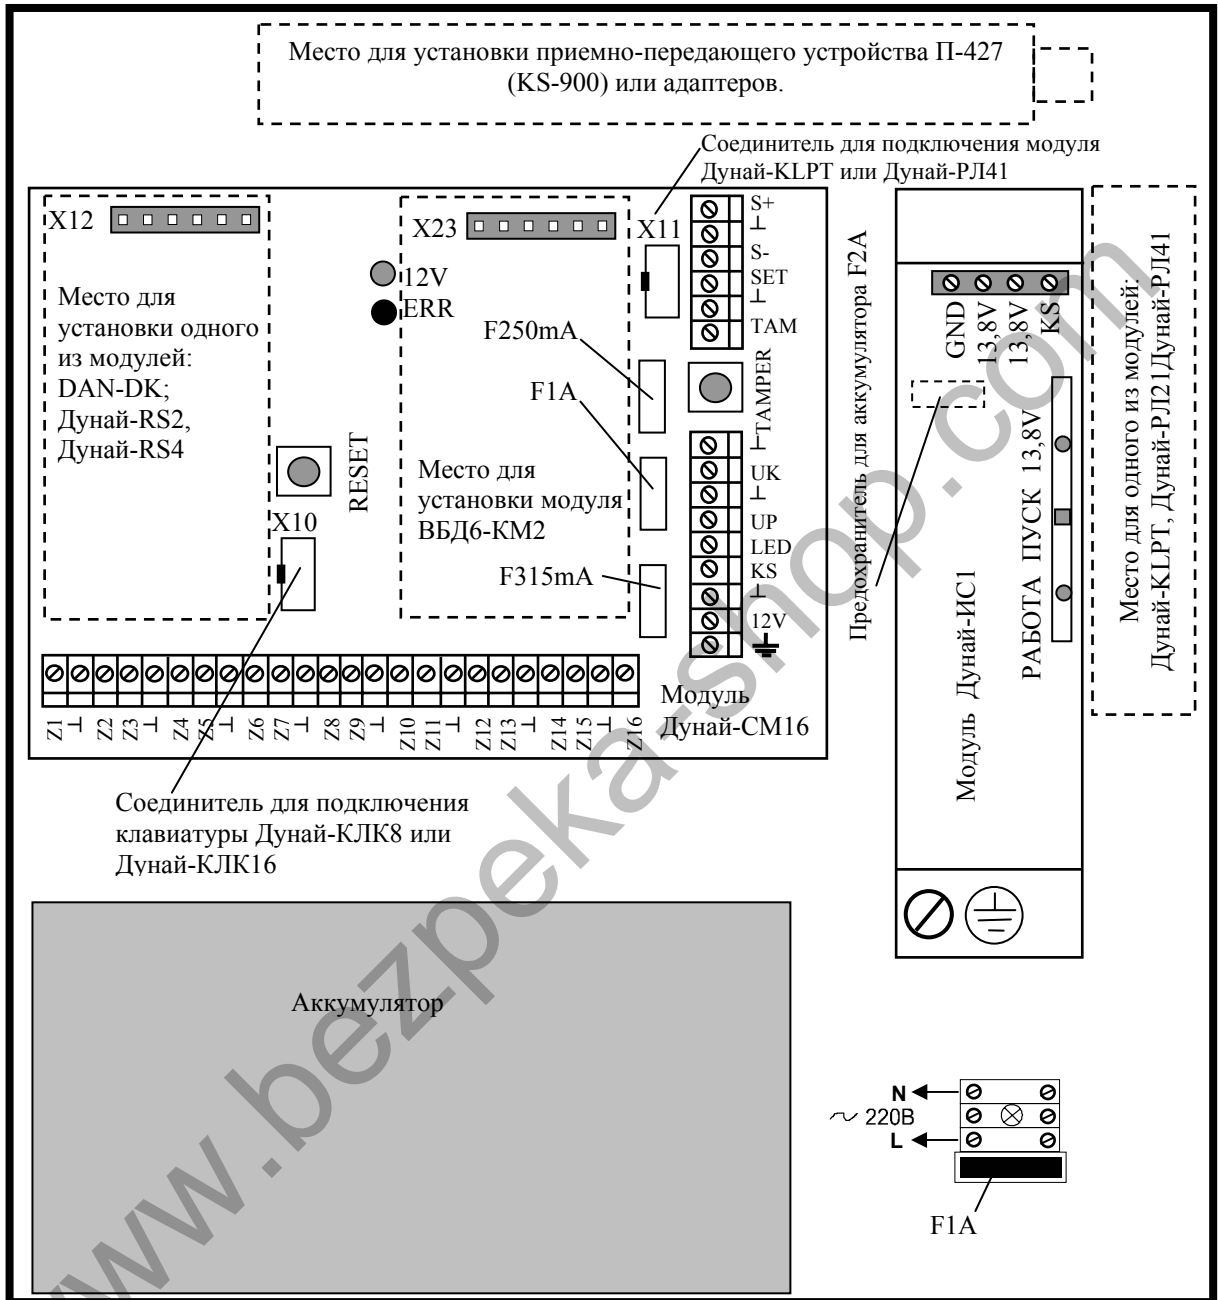 Место для установки приемно-передающего устройства П-427
(KS-900) или адаптеров.
Соединитель для подключения модуля
Дунай-KLPT или Дунай-РЛ41
X12
X23
X11
12V
ERR
Место для
установки одного
из модулей:
DAN-DK;
Дунай-RS2,
Дунай-RS4
RESET
X10
F250mA
F1A
Место для
установки модуля
ВБД6-КМ2
F315mA
S+
⊥
S-
SET
⊥
TAM
TAMPER
⊥
UK
⊥
UP
LED
KS
⊥
12V
Z1
⊥
Z2
Z3
⊥
Z4
Z5
⊥
Z6
Z7
⊥
Z8
Z9
⊥
Z10
Z11
⊥
Z12
Z13
⊥
Z14
Z15
⊥
Z16
Модуль
Дунай-СМ16
Соединитель для подключения
клавиатуры Дунай-КЛК8 или
Дунай-КЛК16
Предохранитель для аккумулятора F2A
GND
13,8V
13,8V
KS
РАБОТА ПУСК 13,8V
Модуль Дунай-ИС1
Место для одного из модулей:
Дунай-KLPT, Дунай-РЛ21Дунай-РЛ41
Аккумулятор
N
~ 220В
L
F1A
www.bezpeka-shop.com